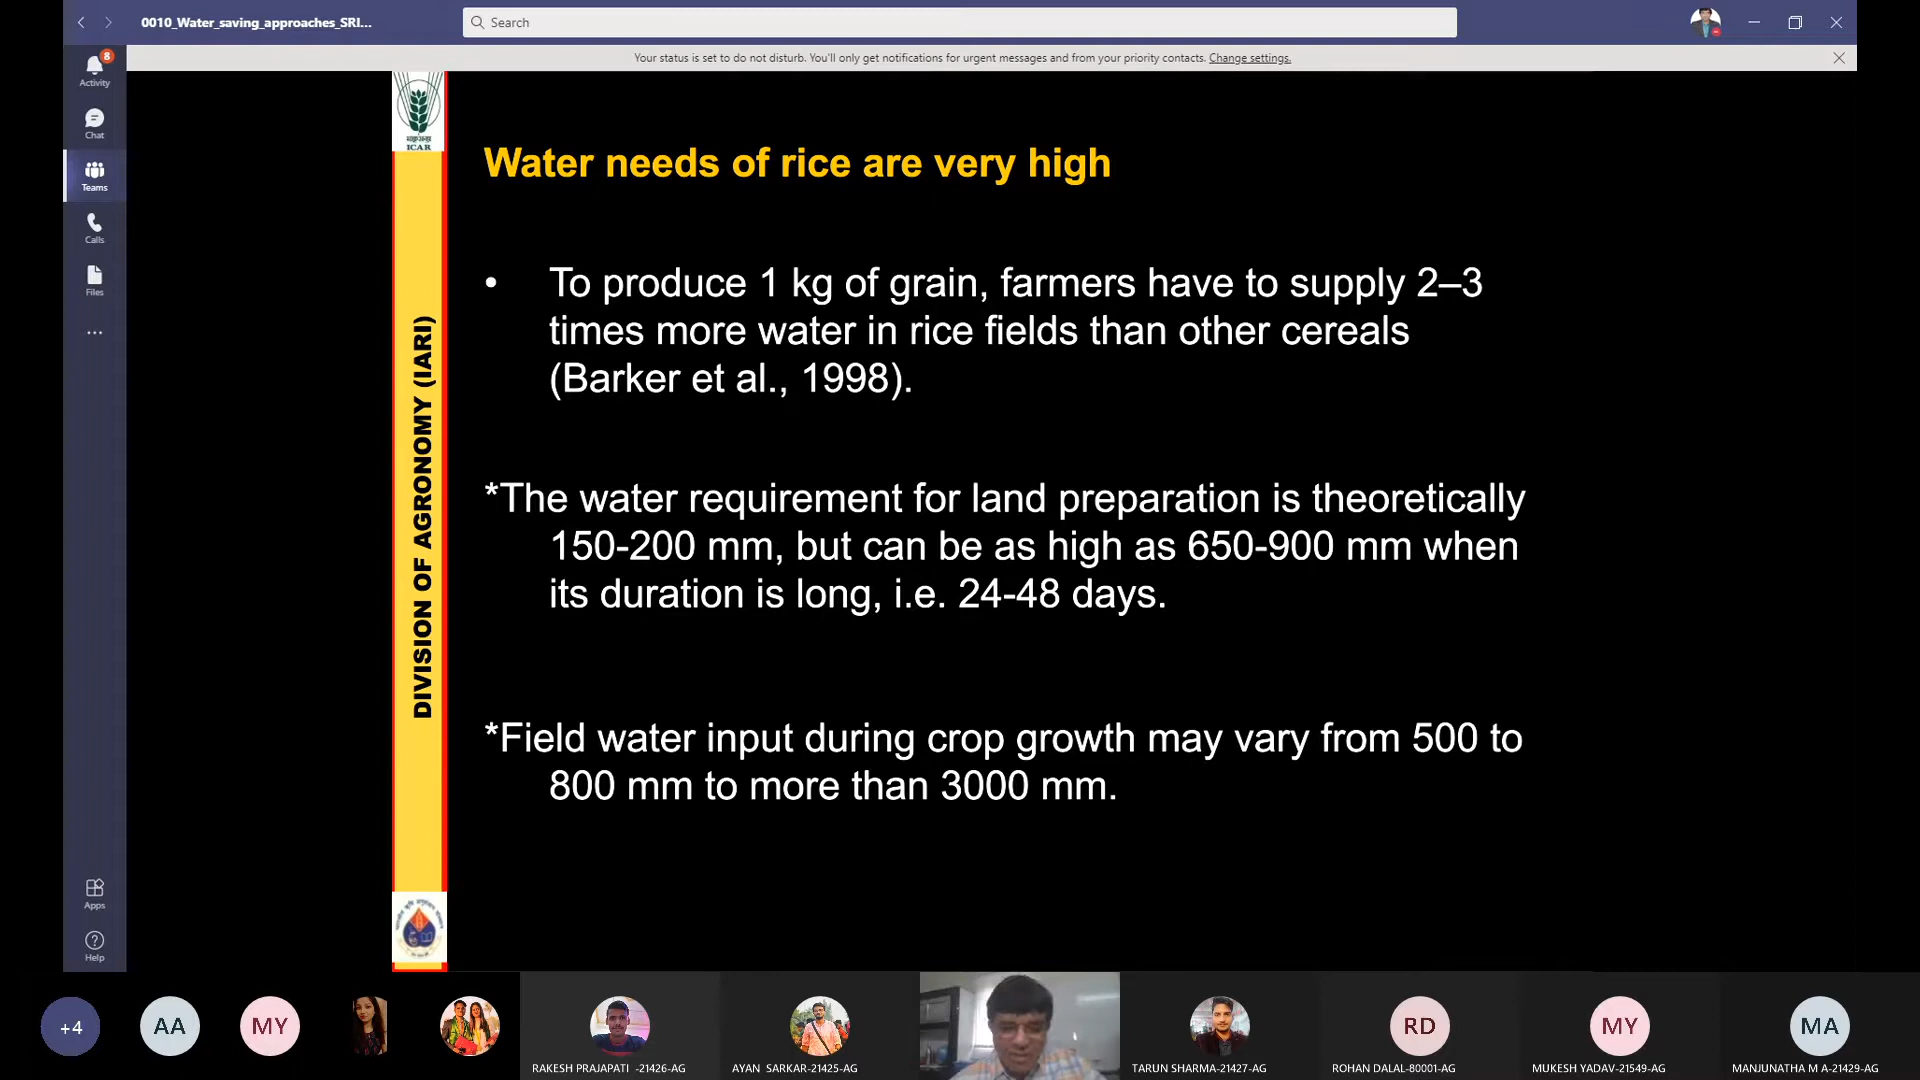 0010_Water_saving_approaches_SRI...
Search
Your status is set to do not disturb. You'll only get notifications for urgent messages and from your priority contacts. Change settings.
8
Activity
Chat
Teams
Calls
Files
...
Apps
Help
ICAR
DIVISION OF AGRONOMY (IARI)
Water needs of rice are very high
• To produce 1 kg of grain, farmers have to supply 2–3
times more water in rice fields than other cereals
(Barker et al., 1998).
*The water requirement for land preparation is theoretically
150-200 mm, but can be as high as 650-900 mm when
its duration is long, i.e. 24-48 days.
*Field water input during crop growth may vary from 500 to
800 mm to more than 3000 mm.
+4
AA
MY
RAKESH PRAJAPATI -21426-AG
AYAN SARKAR-21425-AG
TARUN SHARMA-21427-AG
RD
ROHAN DALAL-80001-AG
MY
MUKESH YADAV-21549-AG
MA
MANJUNATHA M A-21429-AG